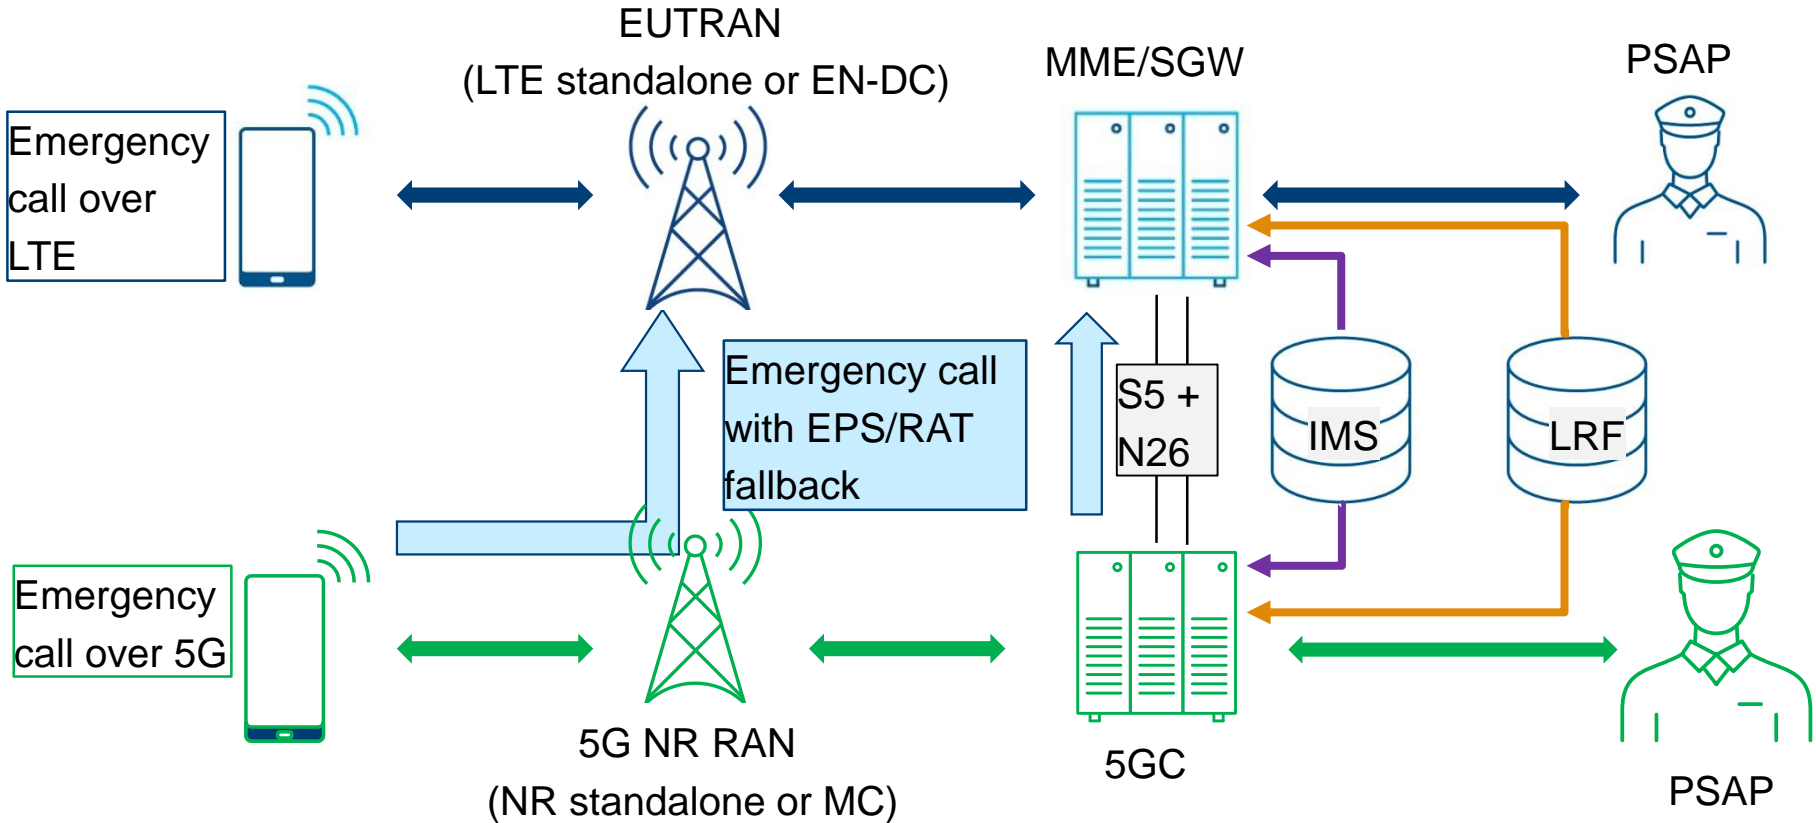 EUTRAN
(LTE standalone or EN-DC)
MME/SGW
PSAP
Emergency
call over
LTE
Emergency call
with EPS/RAT
fallback
S5 +
N26
IMS
LRF
Emergency
call over 5G
5G NR RAN
(NR standalone or MC)
5GC
PSAP